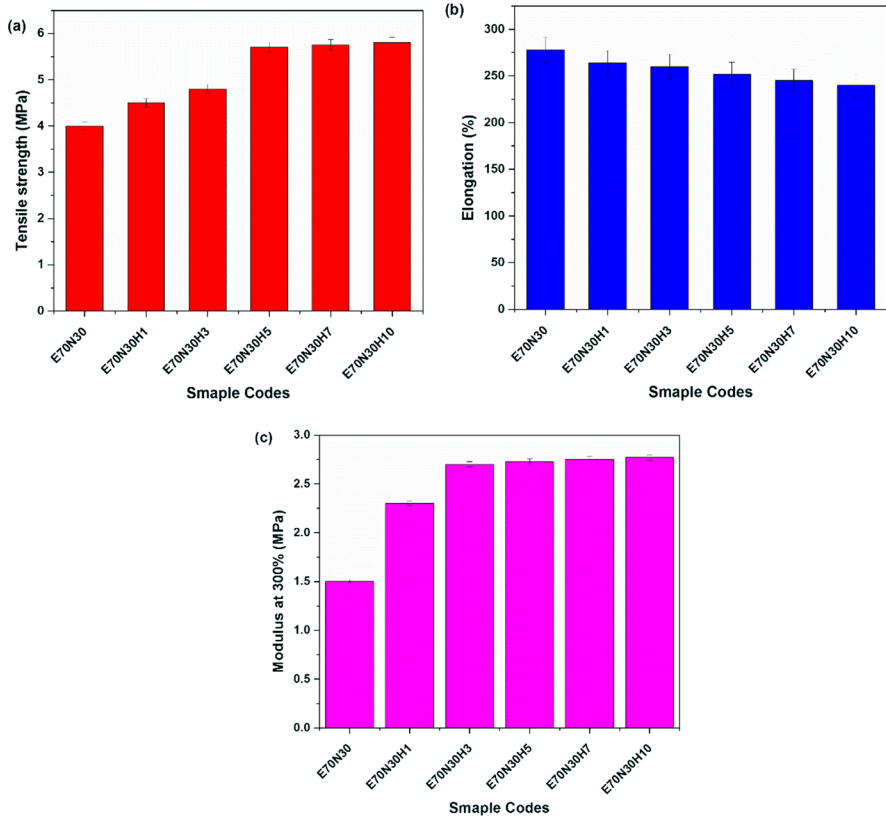 (a)
Tensile strength (MPa)
6
5
4
3
2
1
0
E70N30
E70N30H1
E70N30H3
E70N30H5
E70N30H7
E70N30H10
Smaple Codes
(b)
Elongation (%)
300
250
200
150
100
50
0
E70N30
E70N30H1
E70N30H3
E70N30H5
E70N30H7
E70N30H10
Smaple Codes
(c)
Modulus at 300% (MPa)
3.0
2.5
2.0
1.5
1.0
0.5
0.0
E70N30
E70N30H1
E70N30H3
E70N30H5
E70N30H7
E70N30H10
Smaple Codes